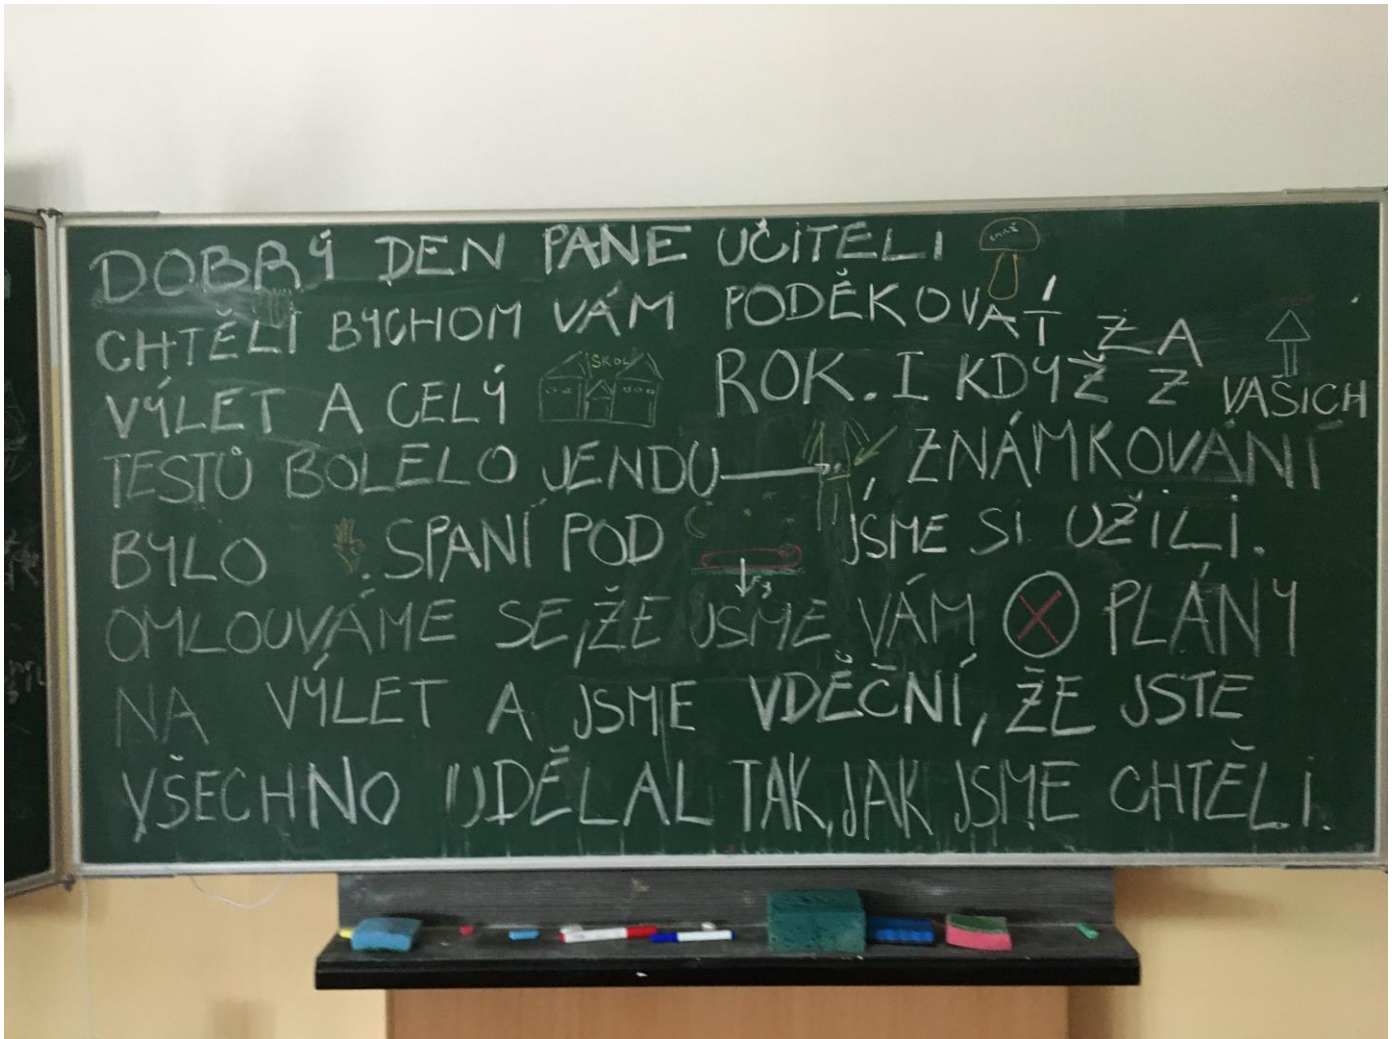 DOBRÝ DEN PANE UČITELI
CHTĚLI BYCHOM VÁM PODĚKOVAT ZA
VÝLET A CELÝ ŠKOL ROK. I KDYŽ Z VAŠICH
TESTŮ BOLELO JENDU , ZNÁMKOVÁNÍ
BYLO . SPANÍ POD JSME SI UŽILI.
OMLOUVÁME SE, ŽE JSME VÁM PLÁNY
NA VÝLET A JSME VDĚČNÍ, ŽE JSTE
VŠECHNO UDĚLAL TAK, JAK JSME CHTĚLI.